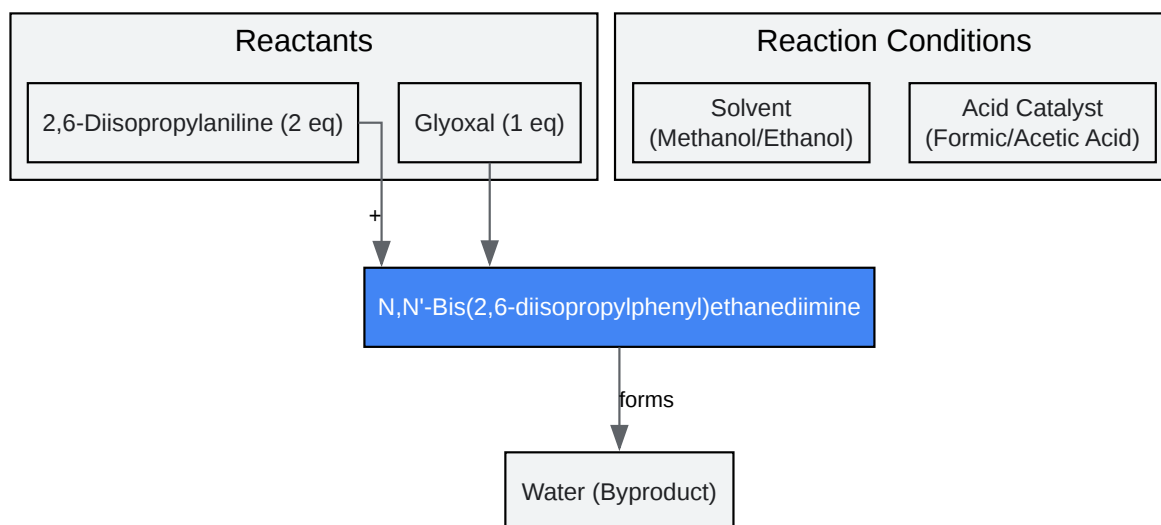 Reactants
Reaction Conditions
2,6-Diisopropylaniline (2 eq)
Glyoxal (1 eq)
Solvent
(Methanol/Ethanol)
Acid Catalyst
(Formic/Acetic Acid)
+
N,N'-Bis(2,6-diisopropylphenyl)ethanediimine
forms
Water (Byproduct)